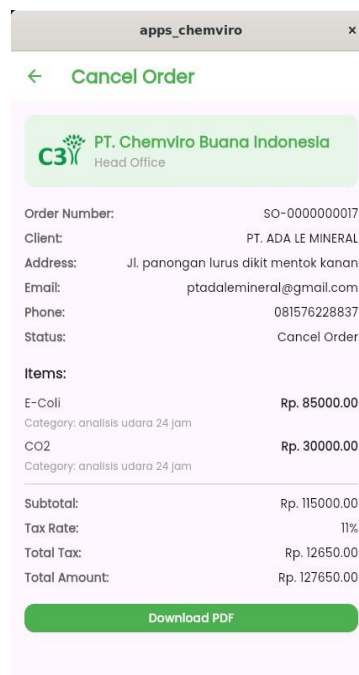 apps_chemviro ×
← Cancel Order
C3 PT. Chemviro Buana Indonesia
Head Office
Order Number: SO-0000000017
Client: PT. ADA LE MINERAL
Address: Jl. panongan lurus dikit mentok kanan
Email: ptadalemineral@gmail.com
Phone: 081576228837
Status: Cancel Order
Items:
E-Coli Rp. 85000.00
Category: analisis udara 24 jam
CO2 Rp. 30000.00
Category: analisis udara 24 jam
Subtotal: Rp. 115000.00
Tax Rate: 11%
Total Tax: Rp. 12650.00
Total Amount: Rp. 127650.00
Download PDF